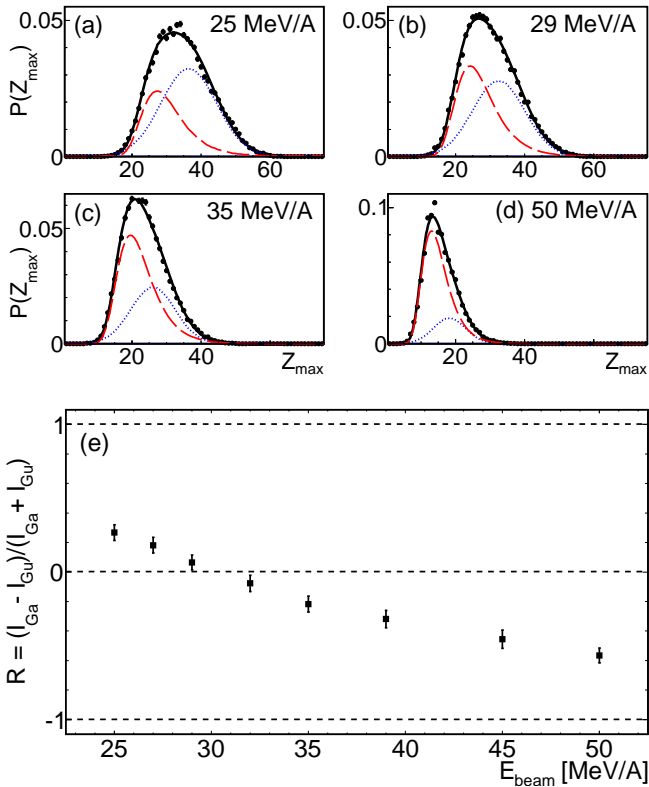 (a) 25 MeV/A
(b) 29 MeV/A
0.05
0.05
P(Z_max)
0
0
20 40 60
20 40 60
(c) 35 MeV/A
(d) 50 MeV/A
0.05
0.1
P(Z_max)
0
0
20 40 Z_max
20 40 60 Z_max
(e)
1
0
-1
R = (I_Ga - I_Gu)/(I_Ga + I_Gu)
25 30 35 40 45 50
E_beam [MeV/A]